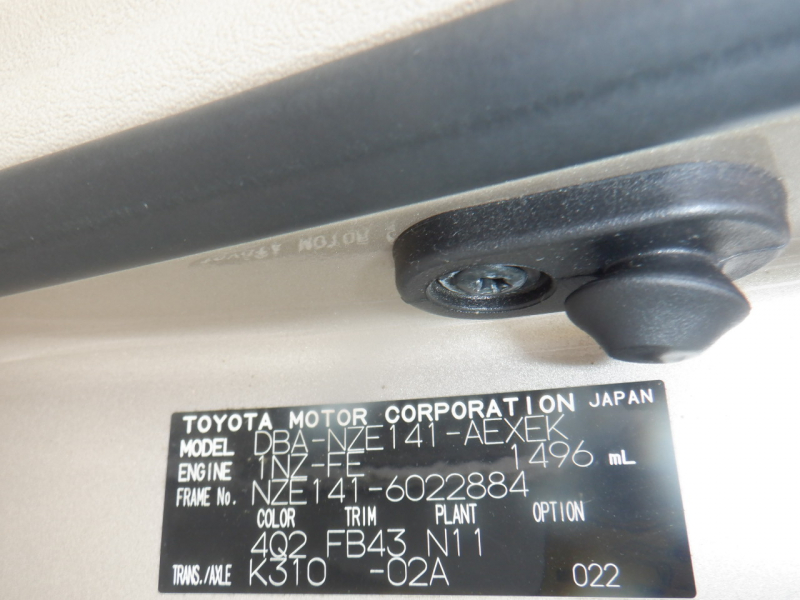 TOYOTA MOTOR CORPORATION JAPAN
MODEL DBA-NZE141-AEXEK
ENGINE 1NZ-FE 1496 mL
FRAME No. NZE141-6022884
COLOR TRIM PLANT OPTION
4Q2 FB43 N11
TRANS./AXLE K310 -02A 022
MOTOR